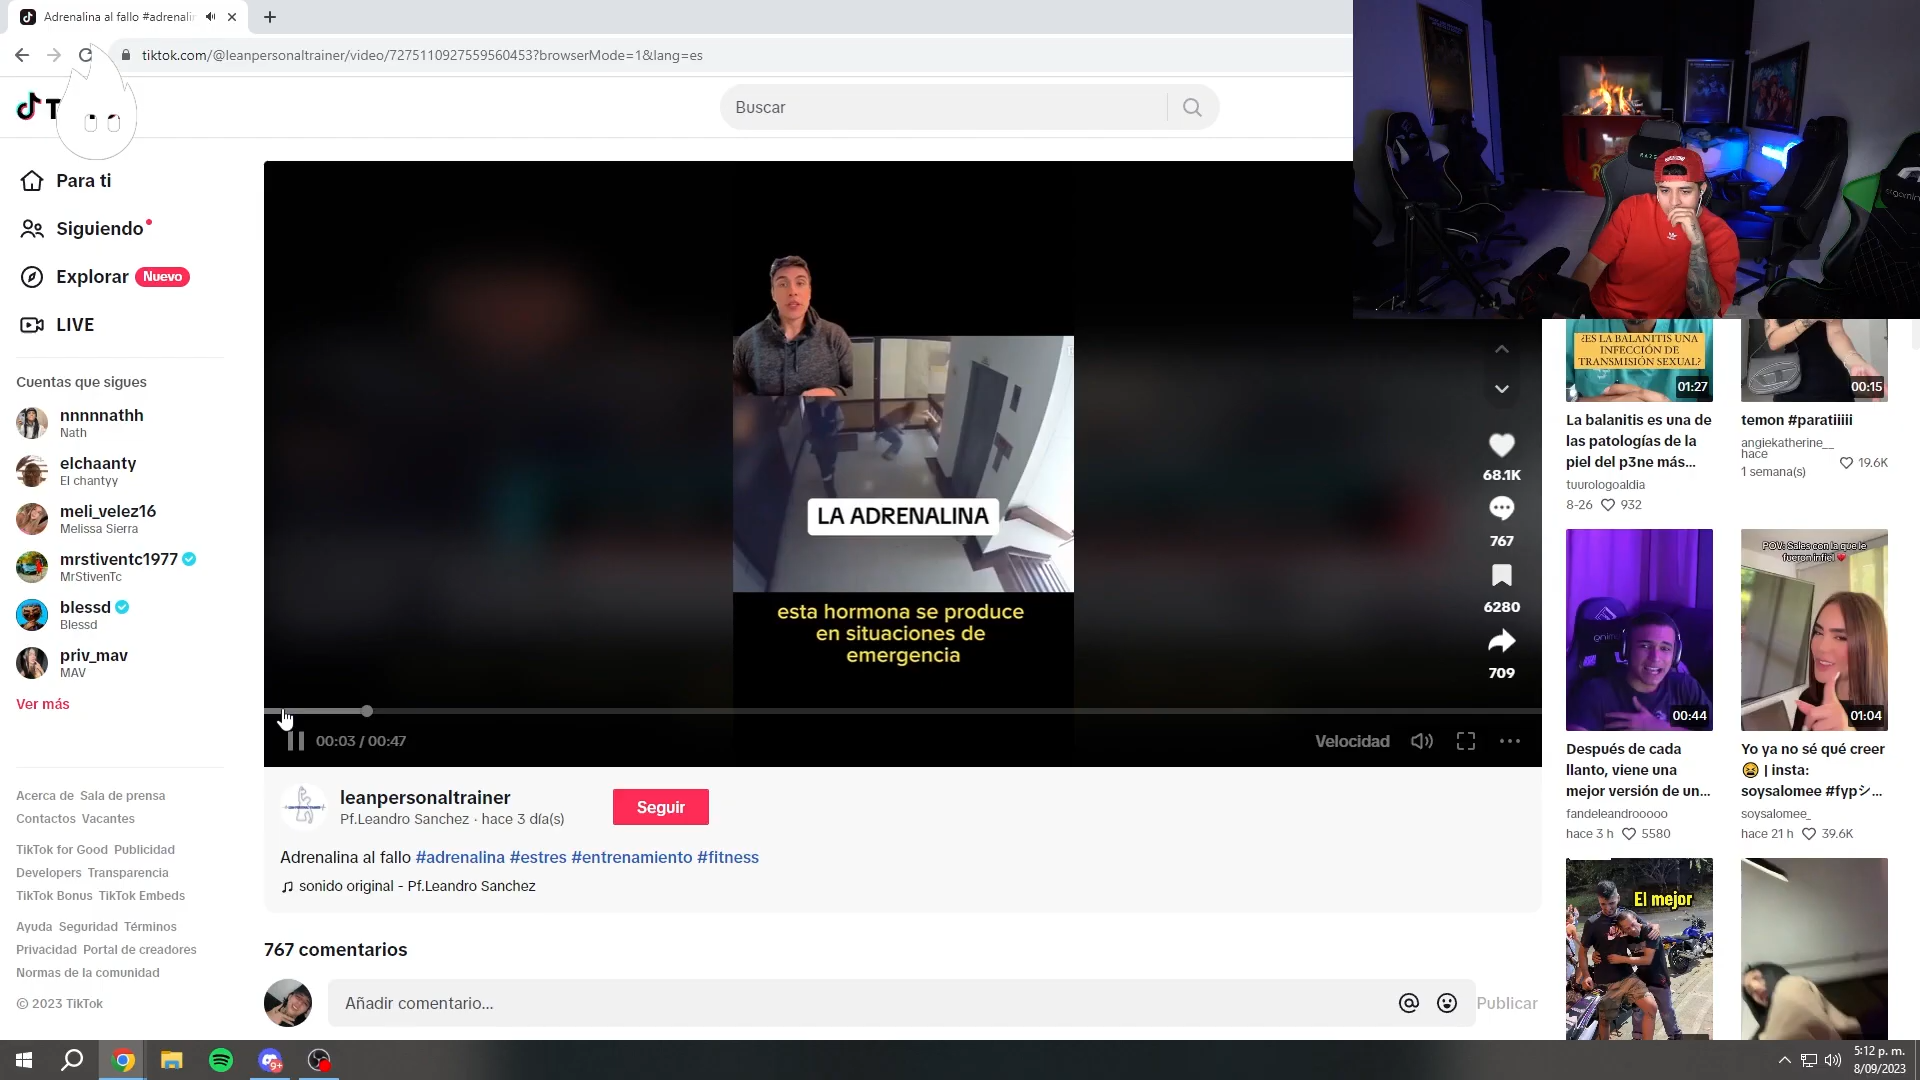 Adrenalina al fallo #adrenalin
tiktok.com/@leanpersonaltrainer/video/7275110927559560453?browserMode=1&lang=es
Buscar
Para ti
Siguiendo
Explorar Nuevo
LIVE
Cuentas que sigues
nnnnnathh
Nath
elchaanty
El chantyy
meli_velez16
Melissa Sierra
mrstiventc1977
MrStivenTc
blessd
Blessd
priv_mav
MAV
Ver más
Acerca de Sala de prensa
Contactos Vacantes
TikTok for Good Publicidad
Developers Transparencia
TikTok Bonus TikTok Embeds
Ayuda Seguridad Términos
Privacidad Portal de creadores
Normas de la comunidad
© 2023 TikTok
LA ADRENALINA
esta hormona se produce
en situaciones de
emergencia
68.1K
767
6280
709
00:03 / 00:47
Velocidad
leanpersonaltrainer
Pf.Leandro Sanchez · hace 3 día(s)
Seguir
Adrenalina al fallo #adrenalina #estres #entrenamiento #fitness
sonido original - Pf.Leandro Sanchez
767 comentarios
Añadir comentario...
Publicar
¿ES LA BALANITIS UNA
INFECCIÓN DE
TRANSMISIÓN SEXUAL?
01:27
La balanitis es una de
las patologías de la
piel del p3ne más...
tuurologoaldia
8-26 932
00:15
temon #paratiiiii
angiekatherine__
hace
1 semana(s)
19.6K
00:44
Después de cada
llanto, viene una
mejor versión de un...
fandeleandrooooo
hace 3 h 5580
POV: Sales con la que le
fueron infiel
01:04
Yo ya no sé qué creer
😫 | insta:
soysalomee #fypシ...
soysalomee_
hace 21 h 39.6K
El mejor
9+
5:12 p. m.
8/09/2023